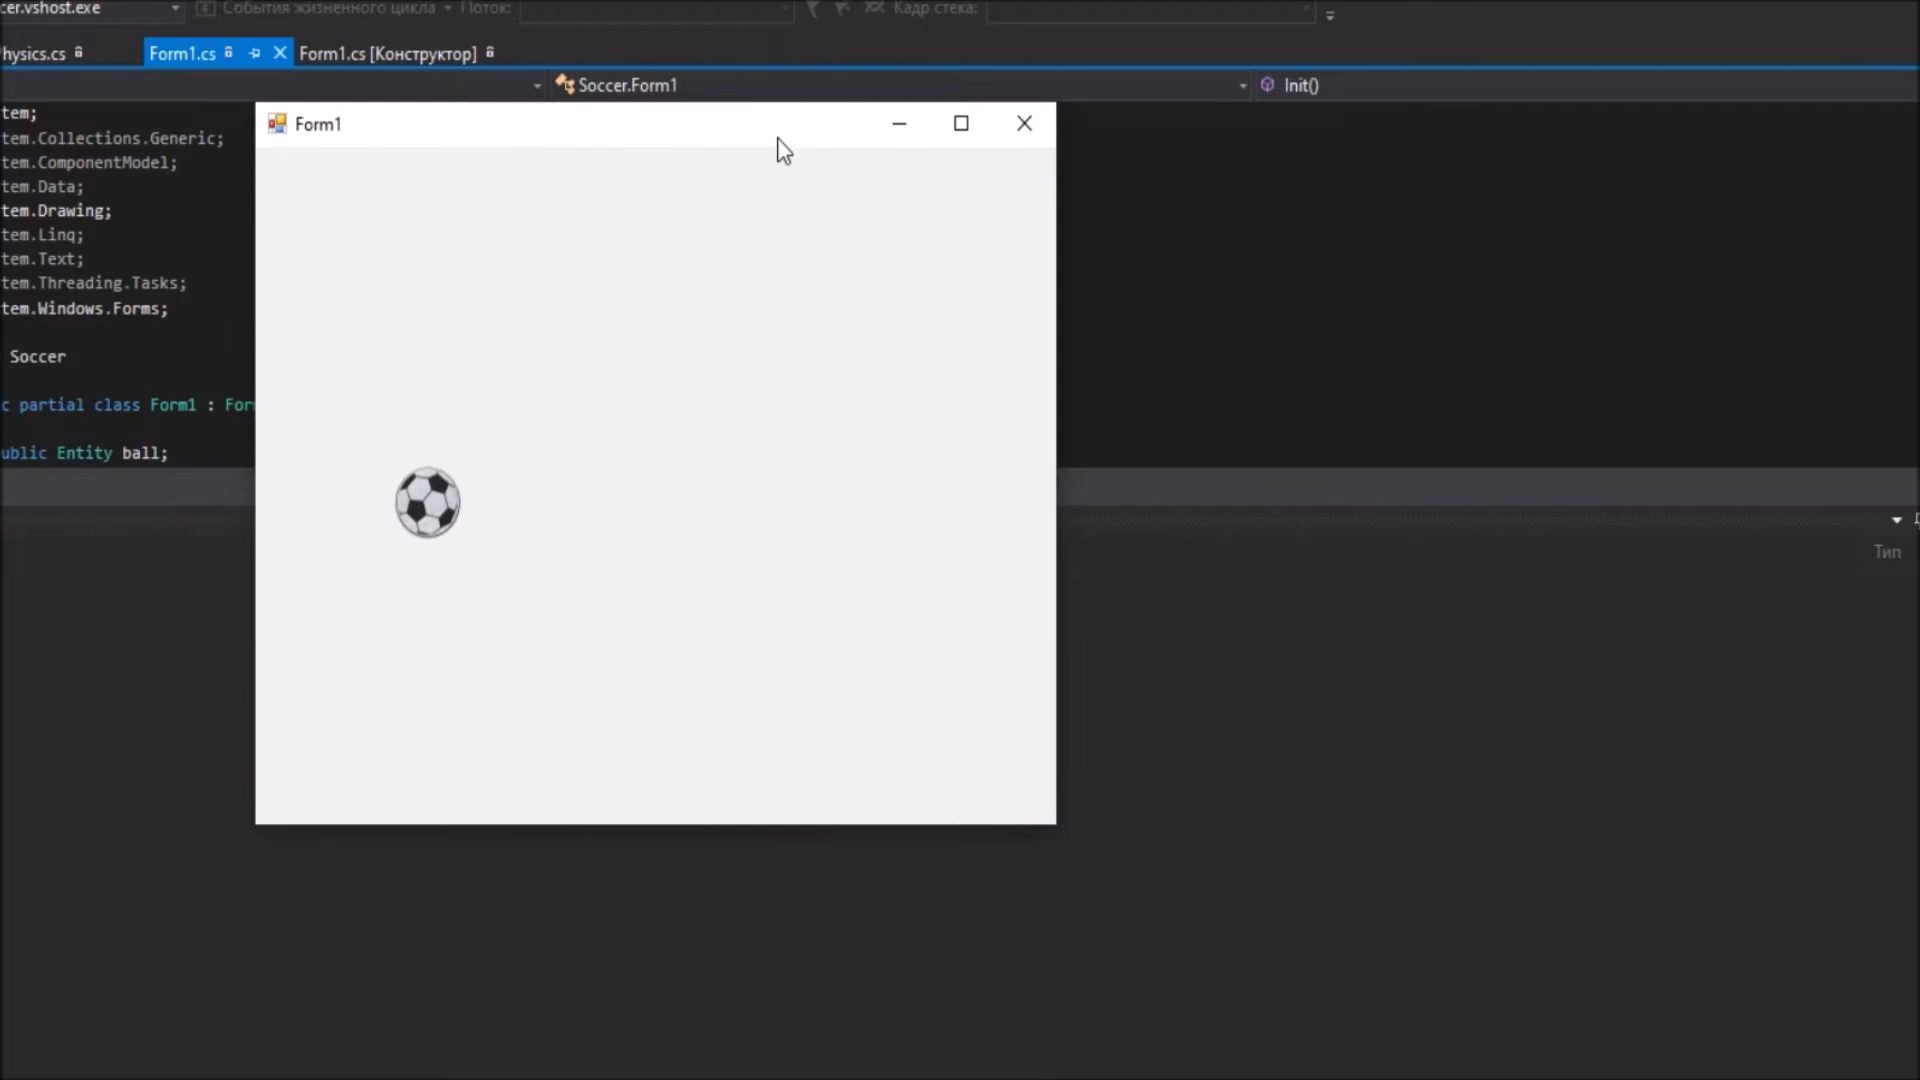 cer.vshost.exe События жизненного цикла Поток: Кадр стека:
hysics.cs Form1.cs Form1.cs [Конструктор]
Soccer.Form1 Init()
Form1
tem;
tem.Collections.Generic;
tem.ComponentModel;
tem.Data;
tem.Drawing;
tem.Linq;
tem.Text;
tem.Threading.Tasks;
tem.Windows.Forms;
Soccer
c partial class Form1 : For
ublic Entity ball;
Тип